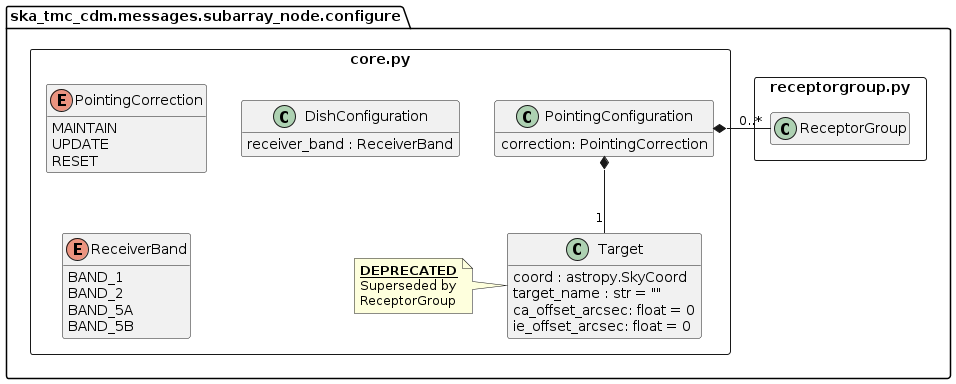 ska_tmc_cdm.messages.subarray_node.configure
core.py
receptorgroup.py
E PointingCorrection
MAINTAIN
UPDATE
RESET
C DishConfiguration
receiver_band : ReceiverBand
C PointingConfiguration
correction: PointingCorrection
0..*
C ReceptorGroup
1
E ReceiverBand
BAND_1
BAND_2
BAND_5A
BAND_5B
DEPRECATED
Superseded by
ReceptorGroup
C Target
coord : astropy.SkyCoord
target_name : str = ""
ca_offset_arcsec: float = 0
ie_offset_arcsec: float = 0